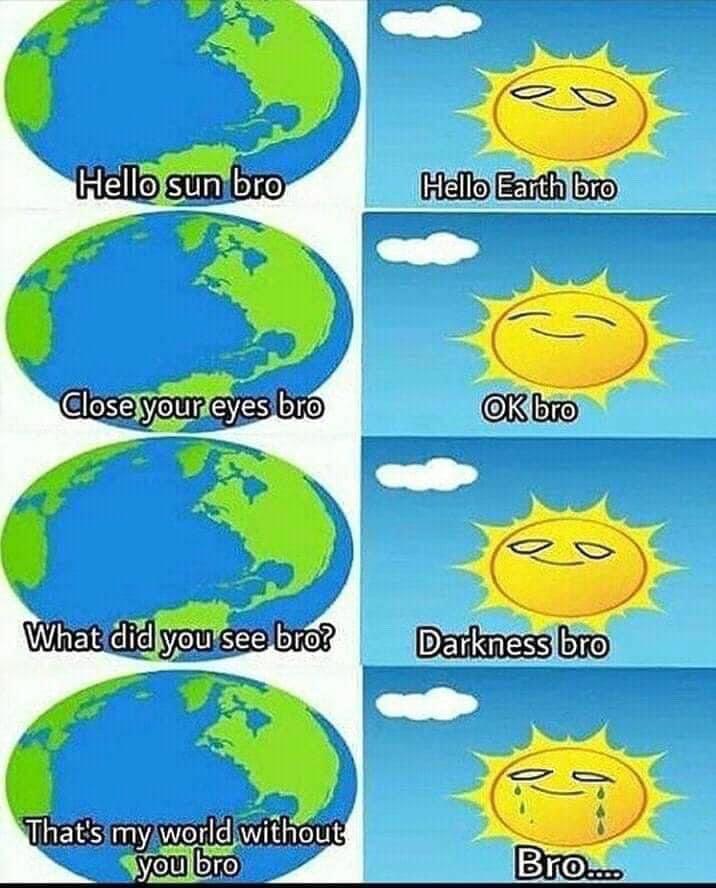 Hello sun bro
Hello Earth bro
Close your eyes bro
OK bro
What did you see bro?
Darkness bro
That's my world without
you bro
Bro....